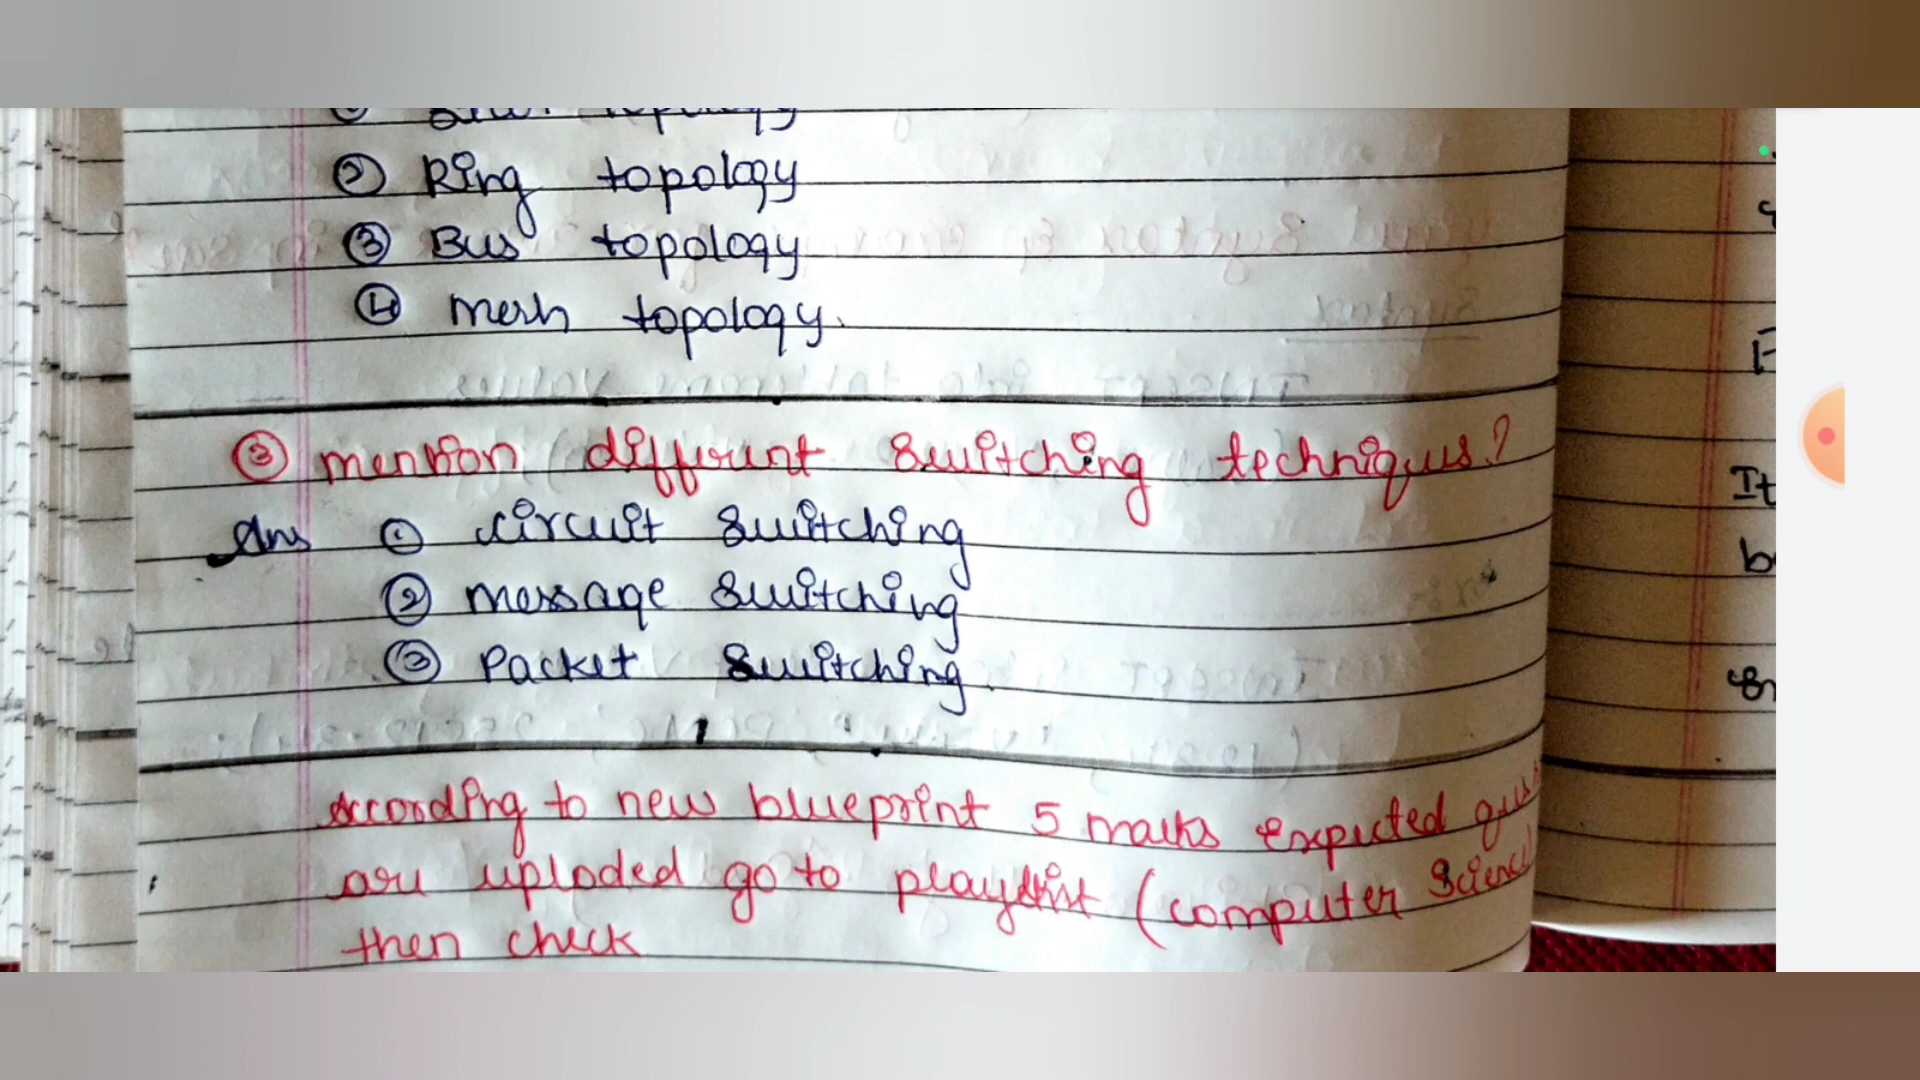 topology
② Ring topology
③ Bus topology
④ Mesh topology.
③ mention different switching techniques?
Ans ① circuit switching
② message switching
③ Packet switching.
According to new blueprint 5 marks expected
are uploded go to playlist (computer Science)
then check
It